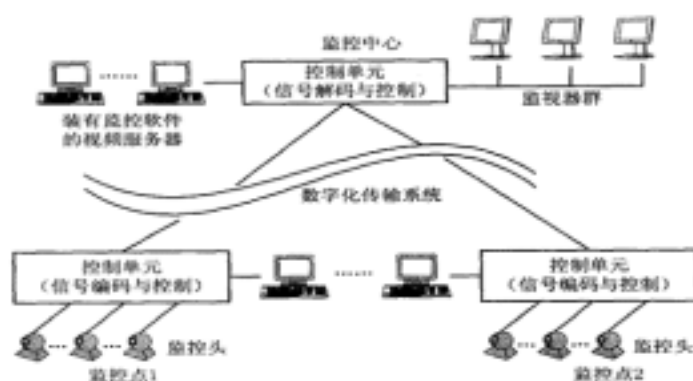 监控中心
控制单元
（信号解码与控制）
监视器群
装有监控软件
的视频服务器
数字化传输系统
控制单元
（信号编码与控制）
控制单元
（信号编码与控制）
监控头
监控头
监控点1
监控点2